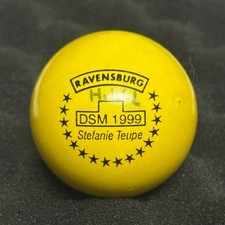 RAVENSBURG
DSM 1999
Stefanie Teupe